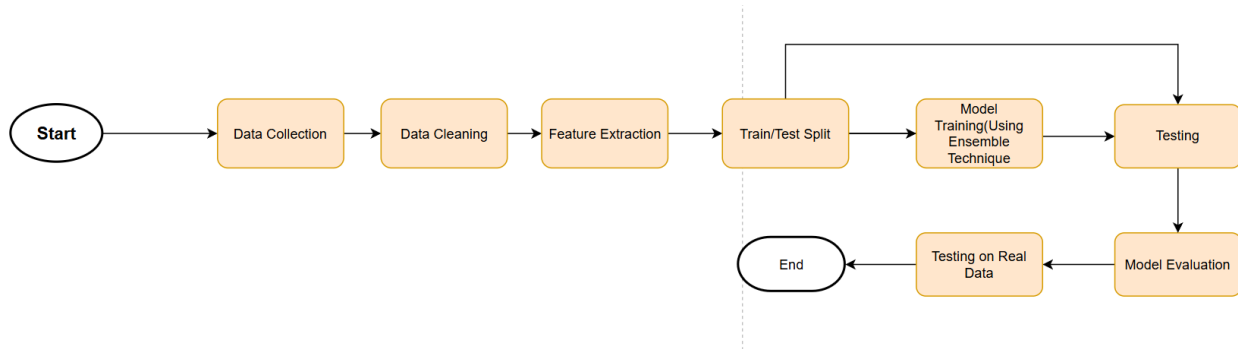 Start
Data Collection
Data Cleaning
Feature Extraction
Train/Test Split
Model
Training(Using
Ensemble
Technique
Testing
End
Testing on Real
Data
Model Evaluation